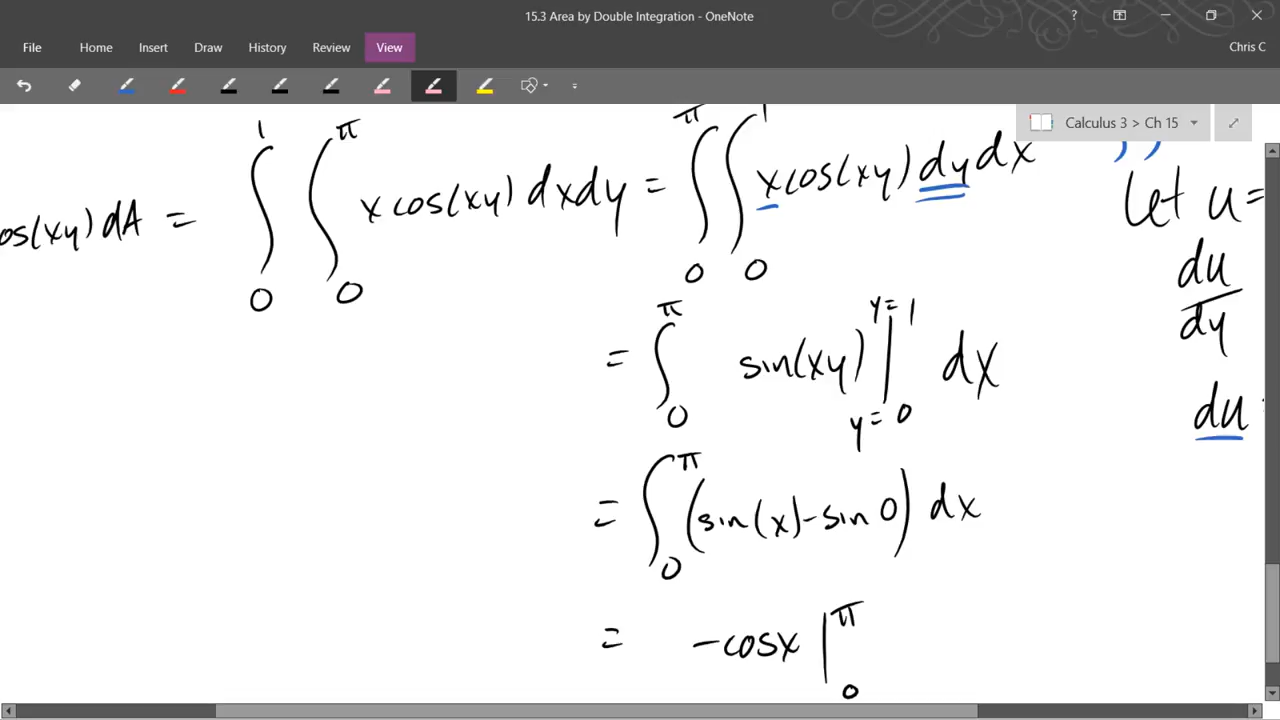 15.3 Area by Double Integration - OneNote
File Home Insert Draw History Review View Chris C
Calculus 3 > Ch 15
os(xy) dA = ∫₀¹ ∫₀^π x cos(xy) dx dy = ∫₀^π ∫₀¹ x cos(xy) dy dx
Let u =
du/dy
= ∫₀^π sin(xy) |_{y=0}^{y=1} dx
du
= ∫₀^π (sin(x) - sin 0) dx
= -cos x |₀^π